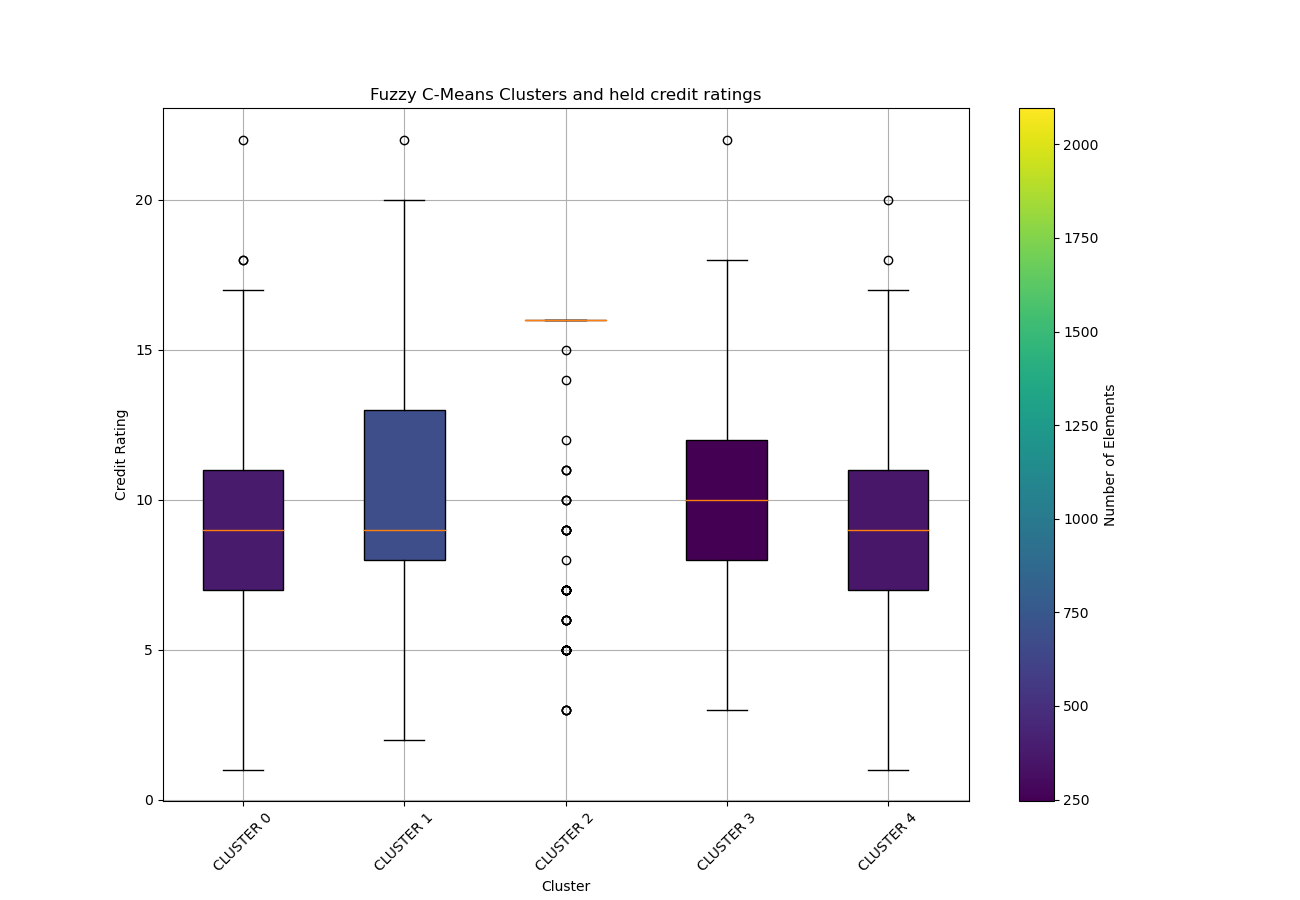 Fuzzy C-Means Clusters and held credit ratings
Credit Rating
20
15
10
5
0
CLUSTER 0
CLUSTER 1
CLUSTER 2
CLUSTER 3
CLUSTER 4
Cluster
2000
1750
1500
1250
1000
750
500
250
Number of Elements